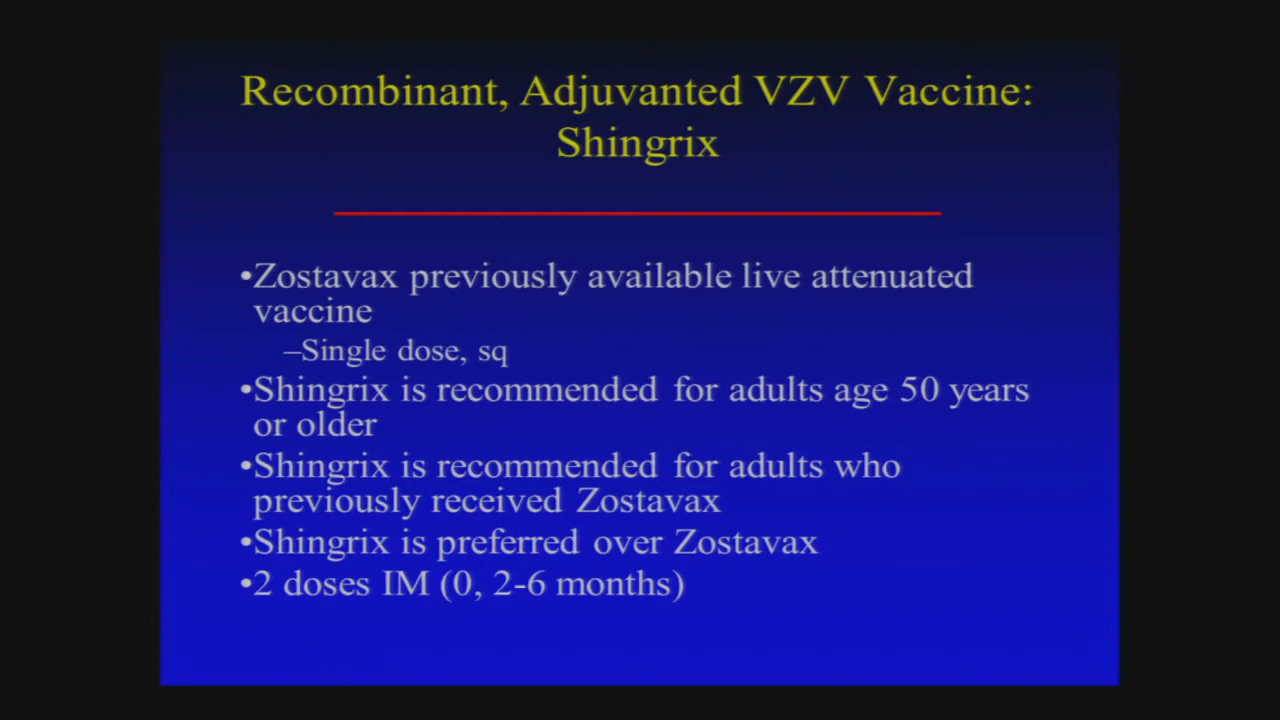 Recombinant, Adjuvanted VZV Vaccine:
Shingrix
•Zostavax previously available live attenuated
vaccine
–Single dose, sq
•Shingrix is recommended for adults age 50 years
or older
•Shingrix is recommended for adults who
previously received Zostavax
•Shingrix is preferred over Zostavax
•2 doses IM (0, 2-6 months)